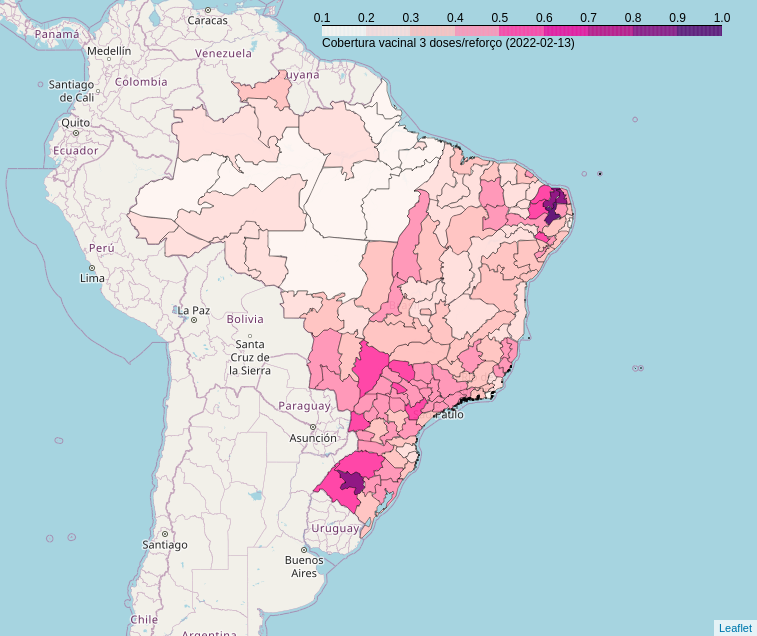 0.1 0.2 0.3 0.4 0.5 0.6 0.7 0.8 0.9 1.0
Cobertura vacinal 3 doses/reforço (2022-02-13)
Caracas
Panamá
Medellín
Venezuela
uyana
Santiago
de Cali
Colombia
Quito
Ecuador
Perú
Lima
La Paz
Bolivia
Santa
Cruz de
la Sierra
Paraguay
Paulo
Asunción
Uruguay
Santiago
Buenos
Aires
Chile
Argentina
Leaflet